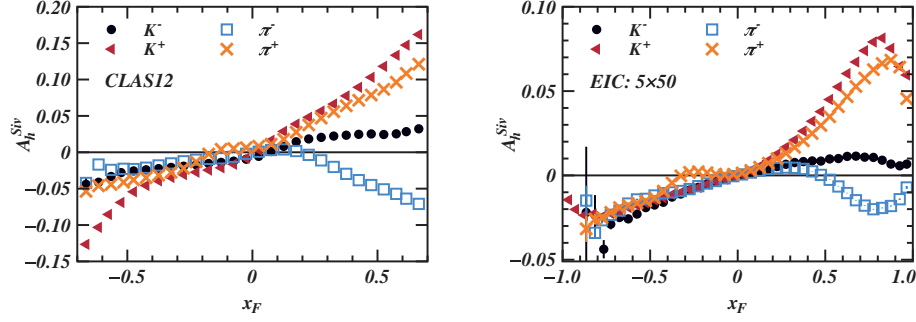 K⁻ π⁻
K⁺ π⁺
CLAS12
A_h^{Siv}
0.20
0.15
0.10
0.05
0
−0.05
−0.10
−0.15
−0.5 0 0.5
x_F
K⁻ π⁻
K⁺ π⁺
EIC: 5×50
A_h^{Siv}
0.10
0.05
0
−0.05
−1.0 −0.5 0 0.5 1.0
x_F